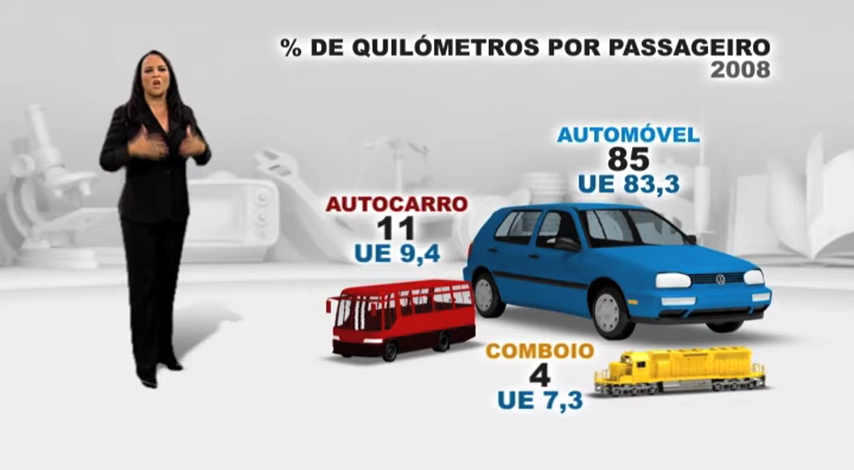 % DE QUILÓMETROS POR PASSAGEIRO
2008
AUTOMÓVEL
85
UE 83,3
AUTOCARRO
11
UE 9,4
COMBOIO
4
UE 7,3